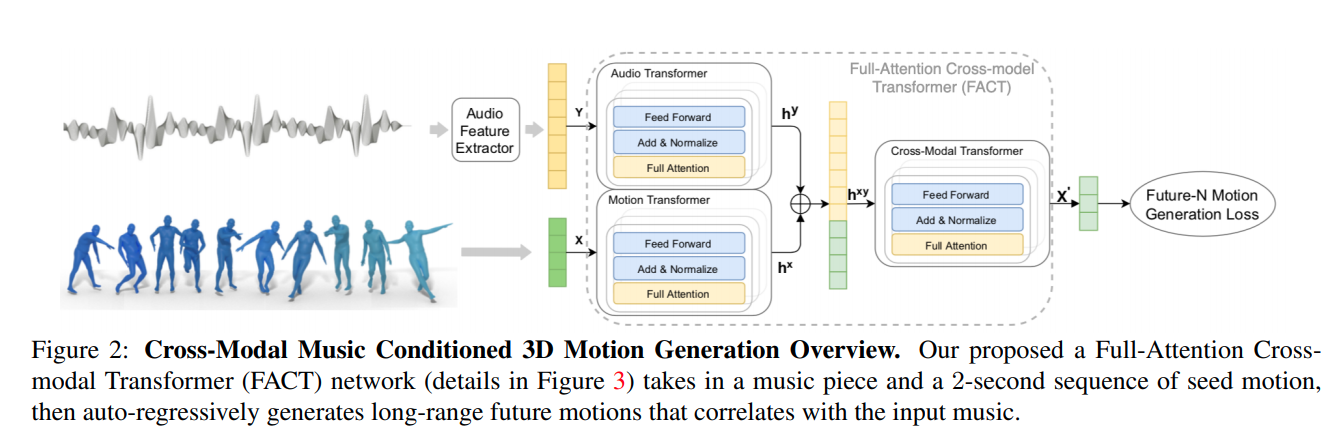 Audio
Feature
Extractor
Y
X
Audio Transformer
Feed Forward
Add & Normalize
Full Attention
Motion Transformer
Feed Forward
Add & Normalize
Full Attention
hy
hx
Full-Attention Cross-model
Transformer (FACT)
hxy
Cross-Modal Transformer
Feed Forward
Add & Normalize
Full Attention
X'
Future-N Motion
Generation Loss
Figure 2: Cross-Modal Music Conditioned 3D Motion Generation Overview. Our proposed a Full-Attention Cross-
modal Transformer (FACT) network (details in Figure 3) takes in a music piece and a 2-second sequence of seed motion,
then auto-regressively generates long-range future motions that correlates with the input music.